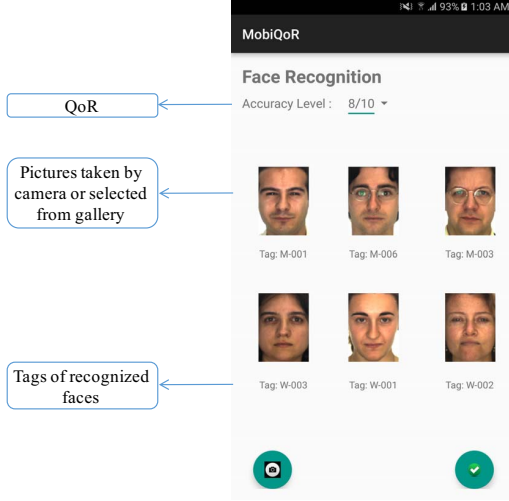 93% 1:03 AM
MobiQoR
Face Recognition
Accuracy Level : 8/10
QoR
Pictures taken by
camera or selected
from gallery
Tag: M-001 Tag: M-006 Tag: M-003
Tags of recognized
faces
Tag: W-003 Tag: W-001 Tag: W-002